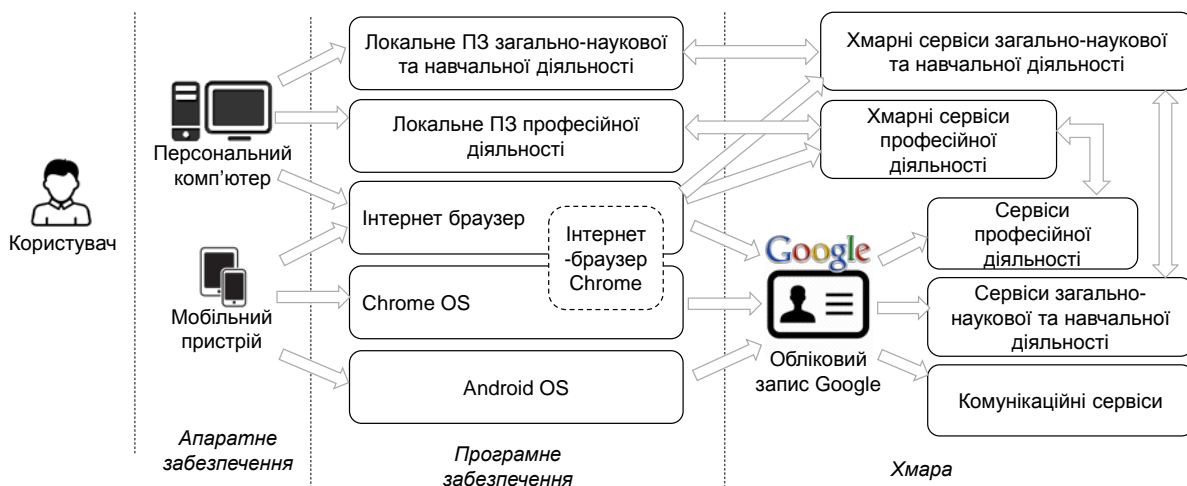 Користувач
Персональний
комп’ютер
Мобільний
пристрій
Апаратне
забезпечення
Локальне ПЗ загально-наукової
та навчальної діяльності
Локальне ПЗ професійної
діяльності
Інтернет браузер
Інтернет
-браузер
Chrome
Chrome OS
Android OS
Програмне
забезпечення
Хмарні сервіси загально-наукової
та навчальної діяльності
Хмарні сервіси
професійної
діяльності
Google
Обліковий
запис Google
Сервіси
професійної
діяльності
Сервіси загально-
наукової та навчальної
діяльності
Комунікаційні сервіси
Хмара